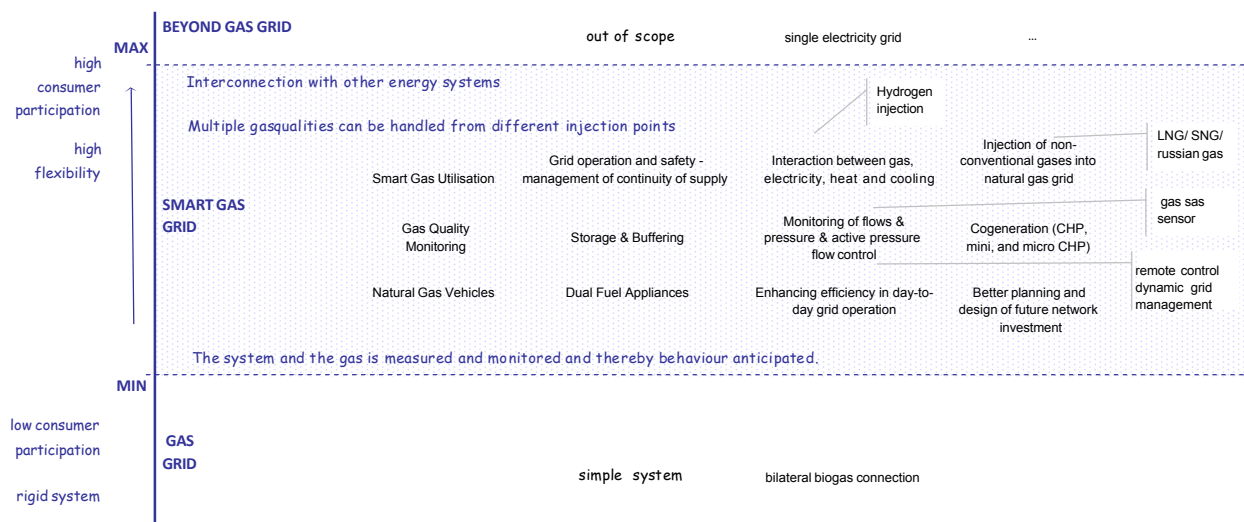 BEYOND GAS GRID
out of scope
single electricity grid
...
MAX
high
consumer
participation
high
flexibility
Interconnection with other energy systems
Hydrogen
injection
Multiple gasqualities can be handled from different injection points
LNG/ SNG/
russian gas
Smart Gas Utilisation
Grid operation and safety -
management of continuity of supply
Interaction between gas,
electricity, heat and cooling
Injection of non-
conventional gases into
natural gas grid
SMART GAS
GRID
gas sas
sensor
Gas Quality
Monitoring
Storage & Buffering
Monitoring of flows &
pressure & active pressure
flow control
Cogeneration (CHP,
mini, and micro CHP)
remote control
dynamic grid
management
Natural Gas Vehicles
Dual Fuel Appliances
Enhancing efficiency in day-to-
day grid operation
Better planning and
design of future network
investment
The system and the gas is measured and monitored and thereby behaviour anticipated.
MIN
low consumer
participation
rigid system
GAS
GRID
simple system
bilateral biogas connection